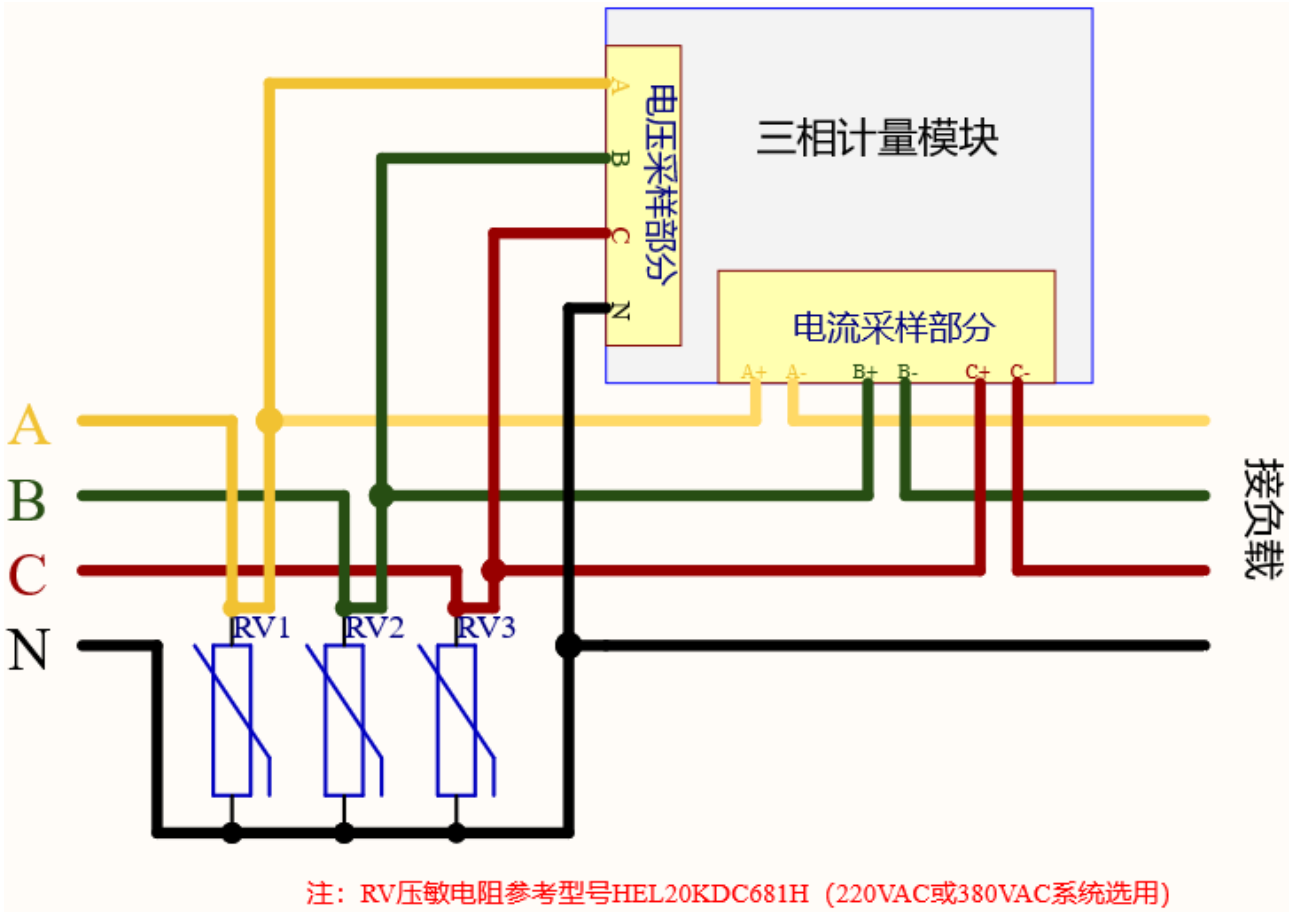 三相计量模块
电压采样部分
A
B
C
N
电流采样部分
A+ A- B+ B- C+ C-
A
B
C
N
接负载
RV1 RV2 RV3
注：RV压敏电阻参考型号HEL20KDC681H（220VAC或380VAC系统选用）